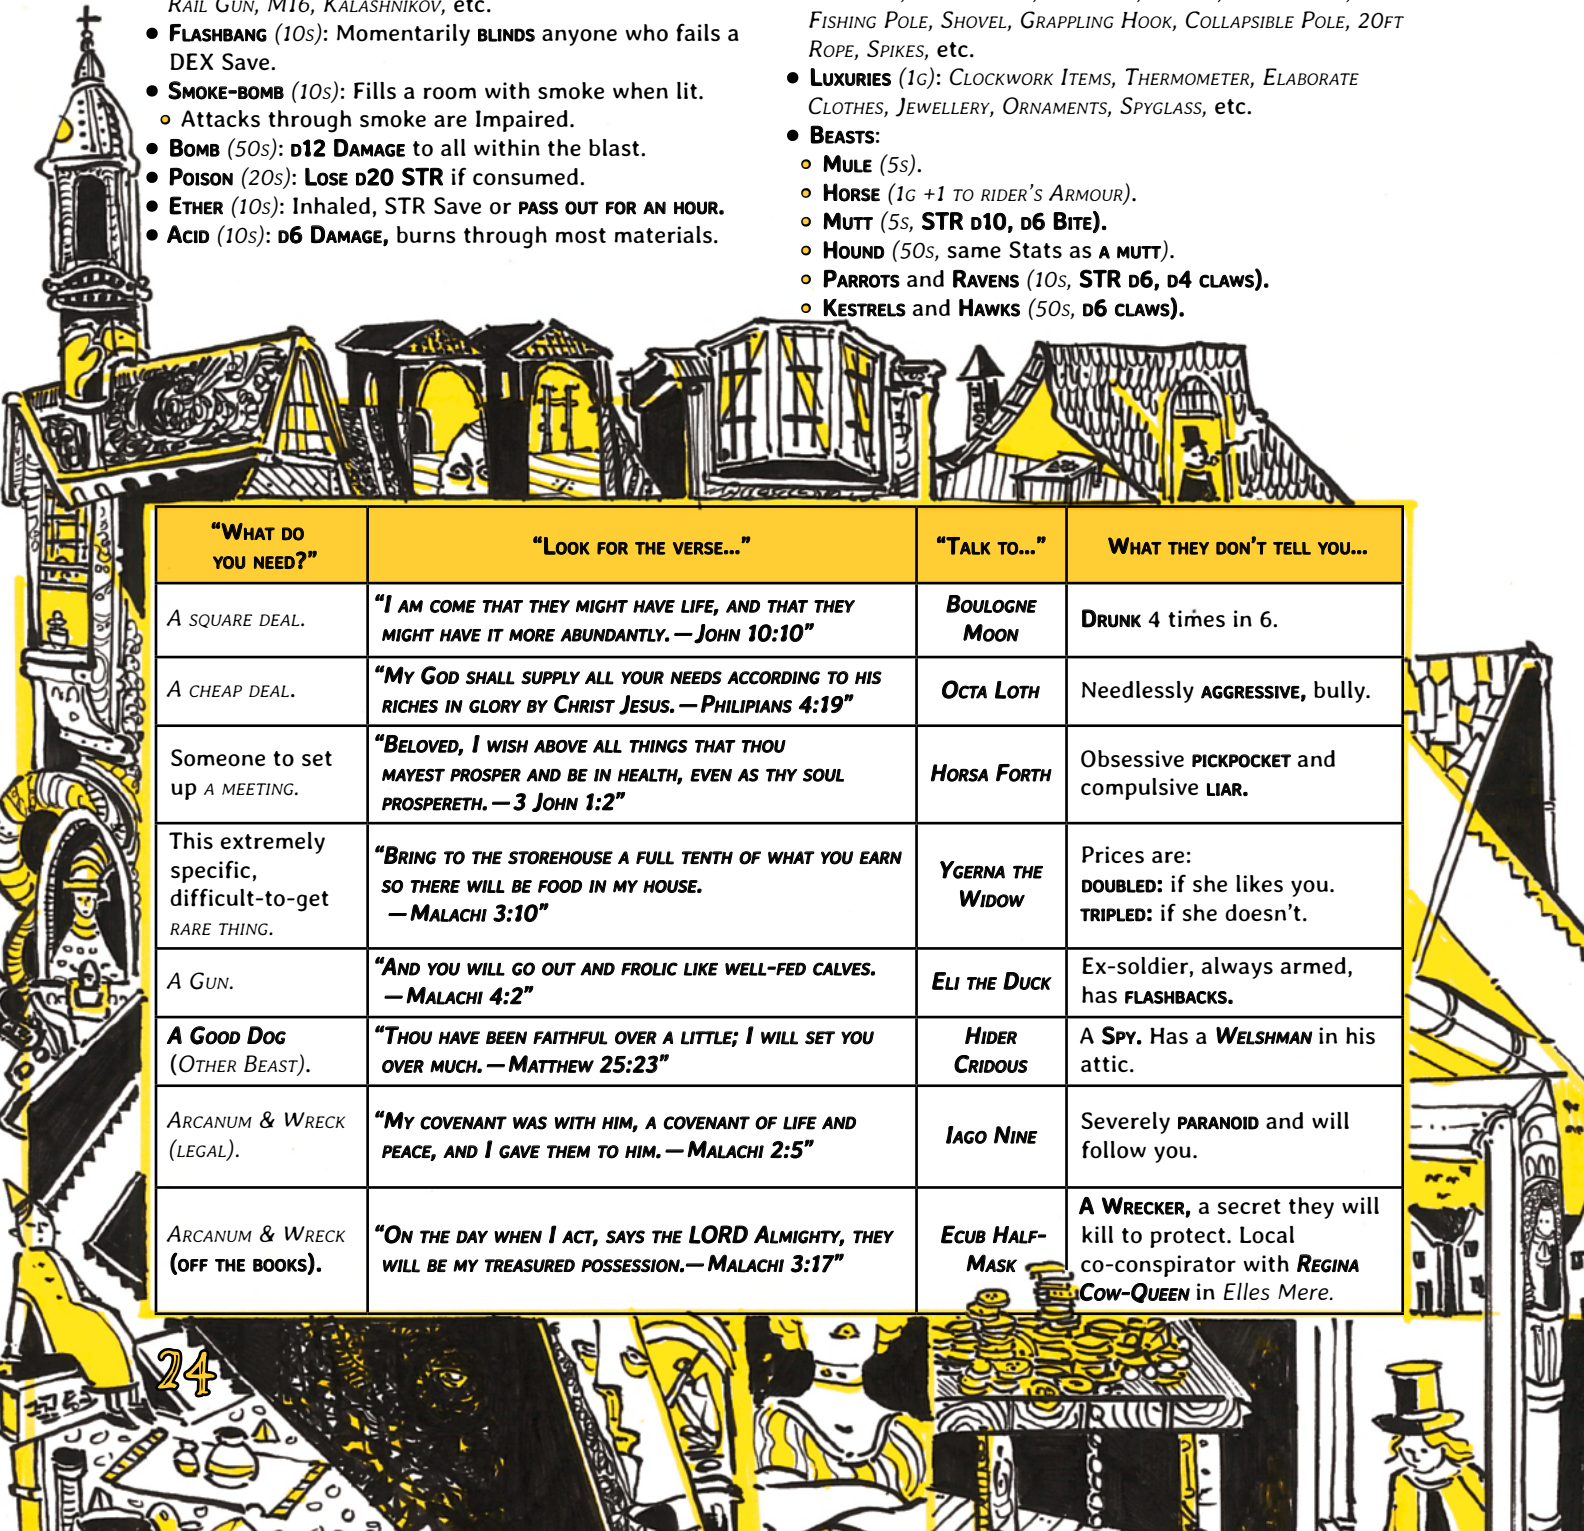 Rail Gun, M16, Kalashnikov, etc.
• Flashbang (10s): Momentarily blinds anyone who fails a
DEX Save.
• Smoke-bomb (10s): Fills a room with smoke when lit.
Attacks through smoke are Impaired.
• Bomb (50s): d12 Damage to all within the blast.
• Poison (20s): Lose d20 STR if consumed.
• Ether (10s): Inhaled, STR Save or pass out for an hour.
• Acid (10s): d6 Damage, burns through most materials.
Fishing Pole, Shovel, Grappling Hook, Collapsible Pole, 20ft
Rope, Spikes, etc.
• Luxuries (1g): Clockwork Items, Thermometer, Elaborate
Clothes, Jewellery, Ornaments, Spyglass, etc.
• Beasts:
Mule (5s).
Horse (1g +1 to rider's Armour).
Mutt (5s, STR d10, d6 Bite).
Hound (50s, same Stats as a mutt).
Parrots and Ravens (10s, STR d6, d4 claws).
Kestrels and Hawks (50s, d6 claws).
“What do
you need?”
“Look for the verse...”
“Talk to...”
What they don't tell you...
A square deal.
“I am come that they might have life, and that they
might have it more abundantly. — John 10:10”
Boulogne
Moon
Drunk 4 times in 6.
A cheap deal.
“My God shall supply all your needs according to his
riches in glory by Christ Jesus. — Philipians 4:19”
Octa Loth
Needlessly aggressive, bully.
Someone to set
up a meeting.
“Beloved, I wish above all things that thou
mayest prosper and be in health, even as thy soul
prospereth. — 3 John 1:2”
Horsa Forth
Obsessive pickpocket and
compulsive liar.
This extremely
specific,
difficult-to-get
rare thing.
“Bring to the storehouse a full tenth of what you earn
so there will be food in my house.
— Malachi 3:10”
Ygerna the
Widow
Prices are:
doubled: if she likes you.
tripled: if she doesn't.
A Gun.
“And you will go out and frolic like well-fed calves.
— Malachi 4:2”
Eli the Duck
Ex-soldier, always armed,
has flashbacks.
A Good Dog
(Other Beast).
“Thou have been faithful over a little; I will set you
over much. — Matthew 25:23”
Hider
Cridous
A Spy. Has a Welshman in his
attic.
Arcanum & Wreck
(legal).
“My covenant was with him, a covenant of life and
peace, and I gave them to him. — Malachi 2:5”
Iago Nine
Severely paranoid and will
follow you.
Arcanum & Wreck
(off the books).
“On the day when I act, says the LORD Almighty, they
will be my treasured possession.— Malachi 3:17”
Ecub Half-
Mask
A Wrecker, a secret they will
kill to protect. Local
co-conspirator with Regina
Cow-Queen in Elles Mere.
24